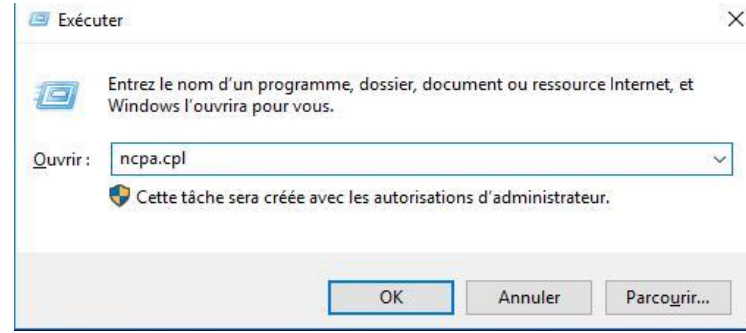 Exécuter
Entrez le nom d'un programme, dossier, document ou ressource Internet, et
Windows l'ouvrira pour vous.
Ouvrir : ncpa.cpl
Cette tâche sera créée avec les autorisations d'administrateur.
OK Annuler Parcourir...